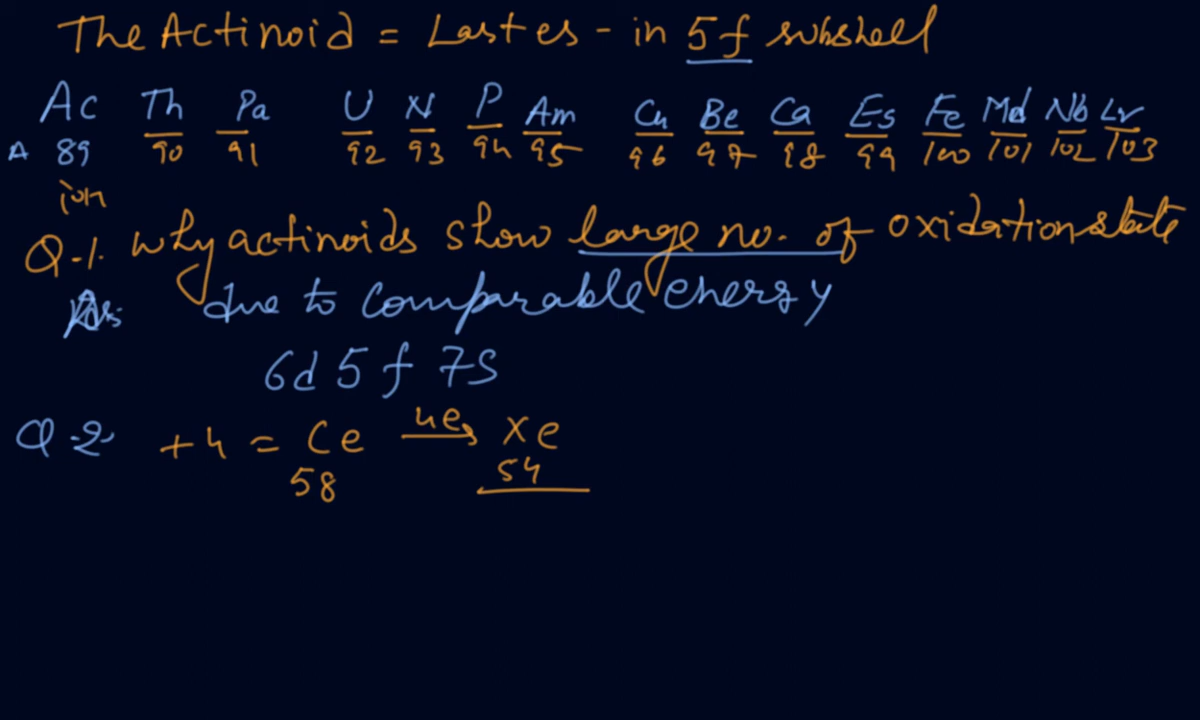 The Actinoid = Last es - in 5f subshell
Ac Th Pa U N P Am Cu Be Ca Es Fe Md Nb Lr
A 89 90 91 92 93 94 95 96 97 98 99 100 101 102 103
ion
Q-1. why actinoids show large no. of oxidation state
Ans due to comparable energy
6d 5f 7s
Q-2 +4 = Ce 4e Xe
58 54